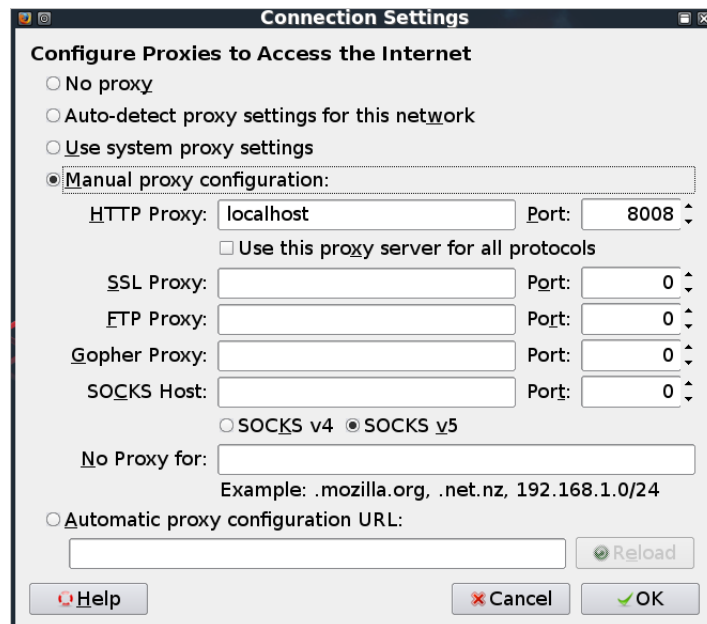 Connection Settings
Configure Proxies to Access the Internet
No proxy
Auto-detect proxy settings for this network
Use system proxy settings
Manual proxy configuration:
HTTP Proxy: localhost Port: 8008
Use this proxy server for all protocols
SSL Proxy: Port: 0
FTP Proxy: Port: 0
Gopher Proxy: Port: 0
SOCKS Host: Port: 0
SOCKS v4 SOCKS v5
No Proxy for:
Example: .mozilla.org, .net.nz, 192.168.1.0/24
Automatic proxy configuration URL:
Reload
Help Cancel OK